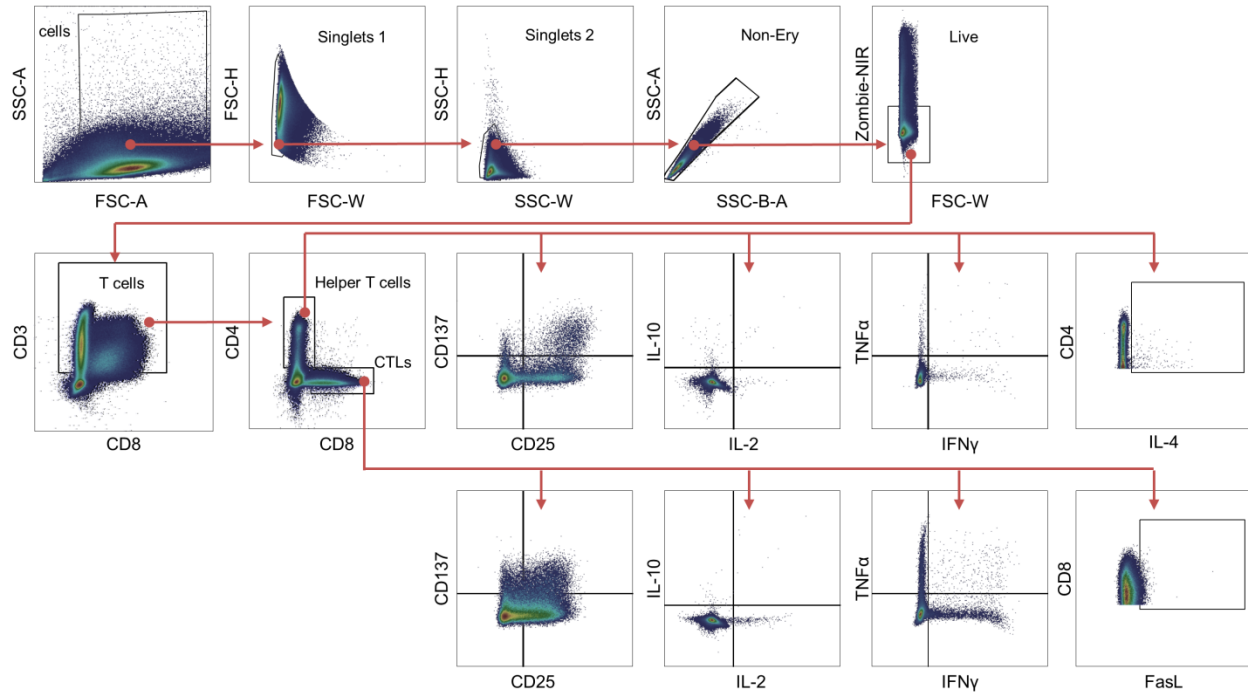 cells
SSC-A
FSC-A
Singlets 1
FSC-H
FSC-W
Singlets 2
SSC-H
SSC-W
Non-Ery
SSC-A
SSC-B-A
Live
Zombie-NIR
FSC-W
T cells
CD3
CD8
Helper T cells
CTLs
CD4
CD8
CD137
CD25
IL-10
IL-2
TNFα
IFNγ
CD4
IL-4
CD137
CD25
IL-10
IL-2
TNFα
IFNγ
CD8
FasL